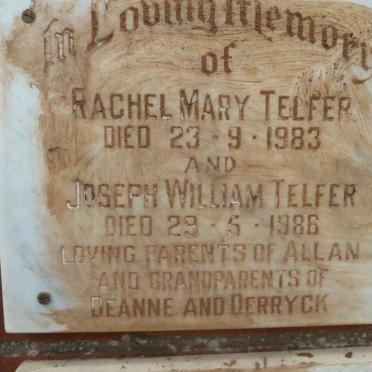 In Loving Memory
of
RACHEL MARY TELFER
DIED 23 · 9 · 1983
AND
JOSEPH WILLIAM TELFER
DIED 29 · 5 · 1986
LOVING PARENTS OF ALLAN
AND GRANDPARENTS OF
DEANNE AND DERRYCK